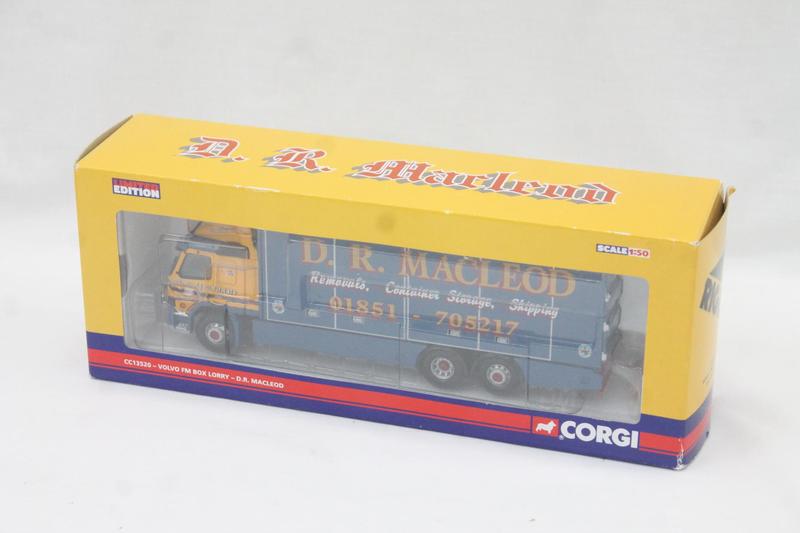 D. R. Macleod
LIMITED
EDITION
SCALE 1:50
D. R. MACLEOD
Removals, Container Storage, Shipping
01851 - 705217
CC13520 - VOLVO FM BOX LORRY - D.R. MACLEOD
CORGI